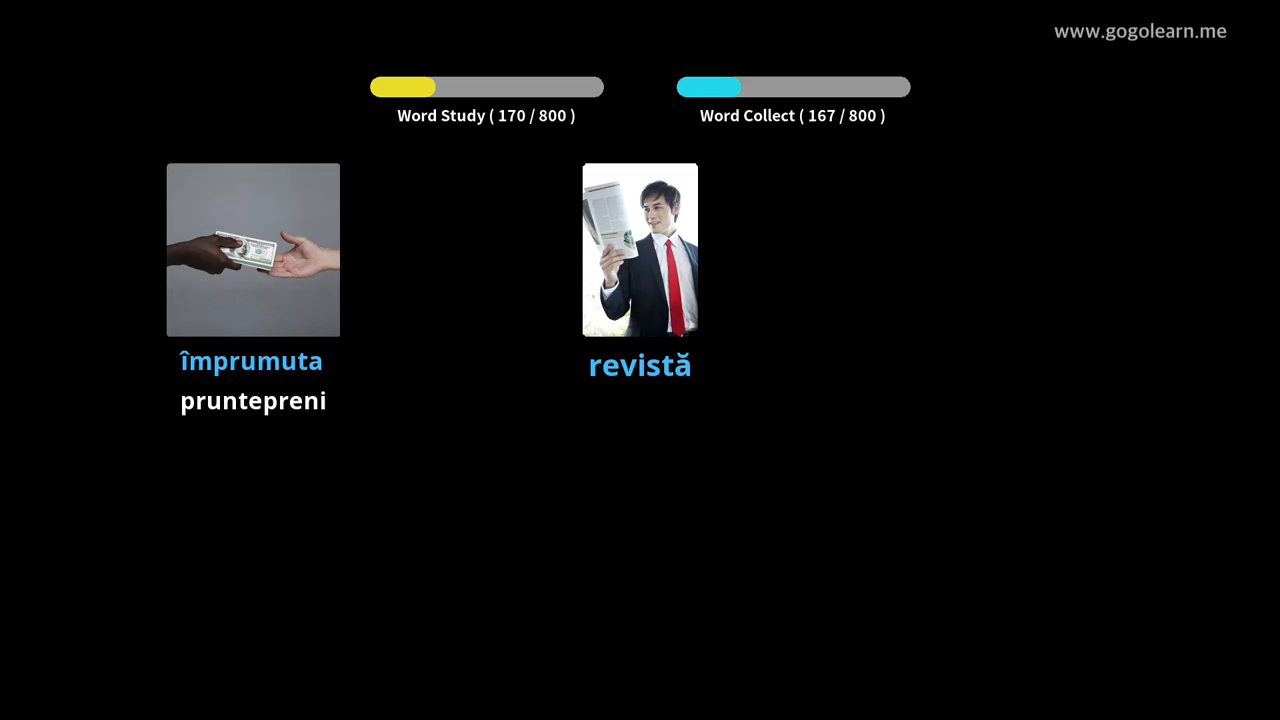 www.gogolearn.me
Word Study ( 170 / 800 )
Word Collect ( 167 / 800 )
împrumuta
pruntepreni
revistă